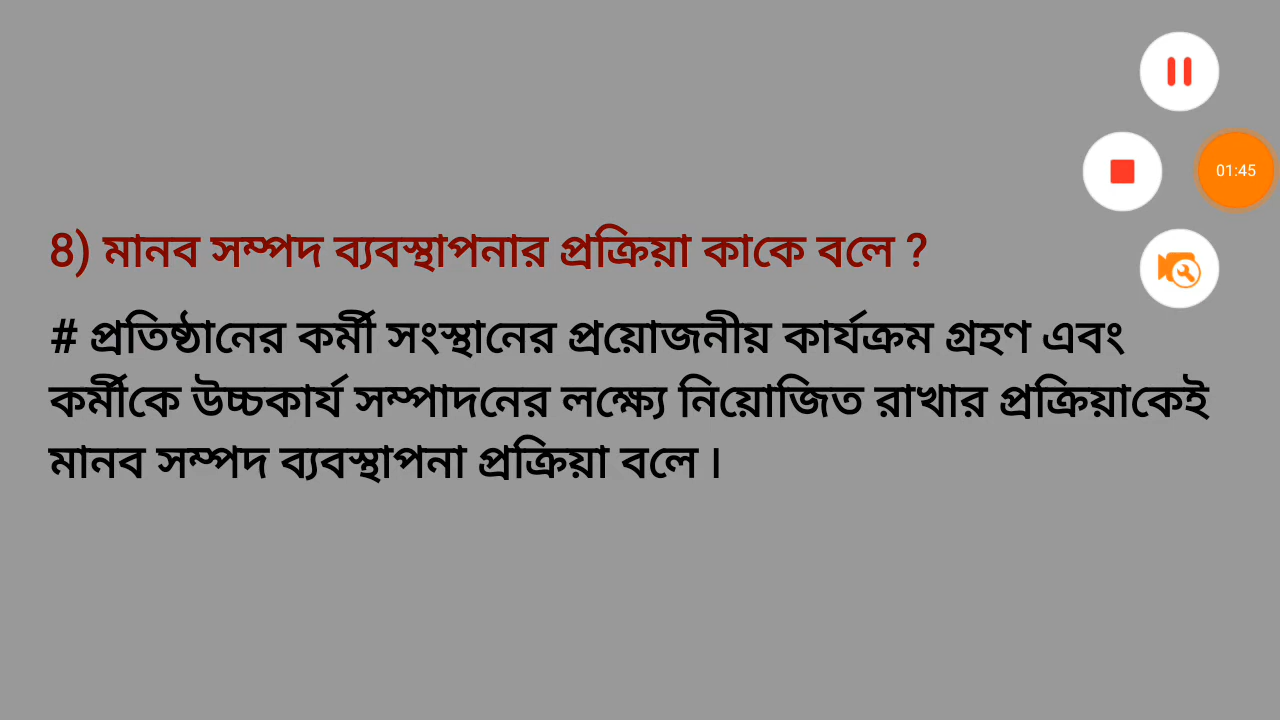 01:45
8) মানব সম্পদ ব্যবস্থাপনার প্রক্রিয়া কাকে বলে ?
# প্রতিষ্ঠানের কর্মী সংস্থানের প্রয়োজনীয় কার্যক্রম গ্রহণ এবং
কর্মীকে উচ্চকার্য সম্পাদনের লক্ষ্যে নিয়োজিত রাখার প্রক্রিয়াকেই
মানব সম্পদ ব্যবস্থাপনা প্রক্রিয়া বলে ।